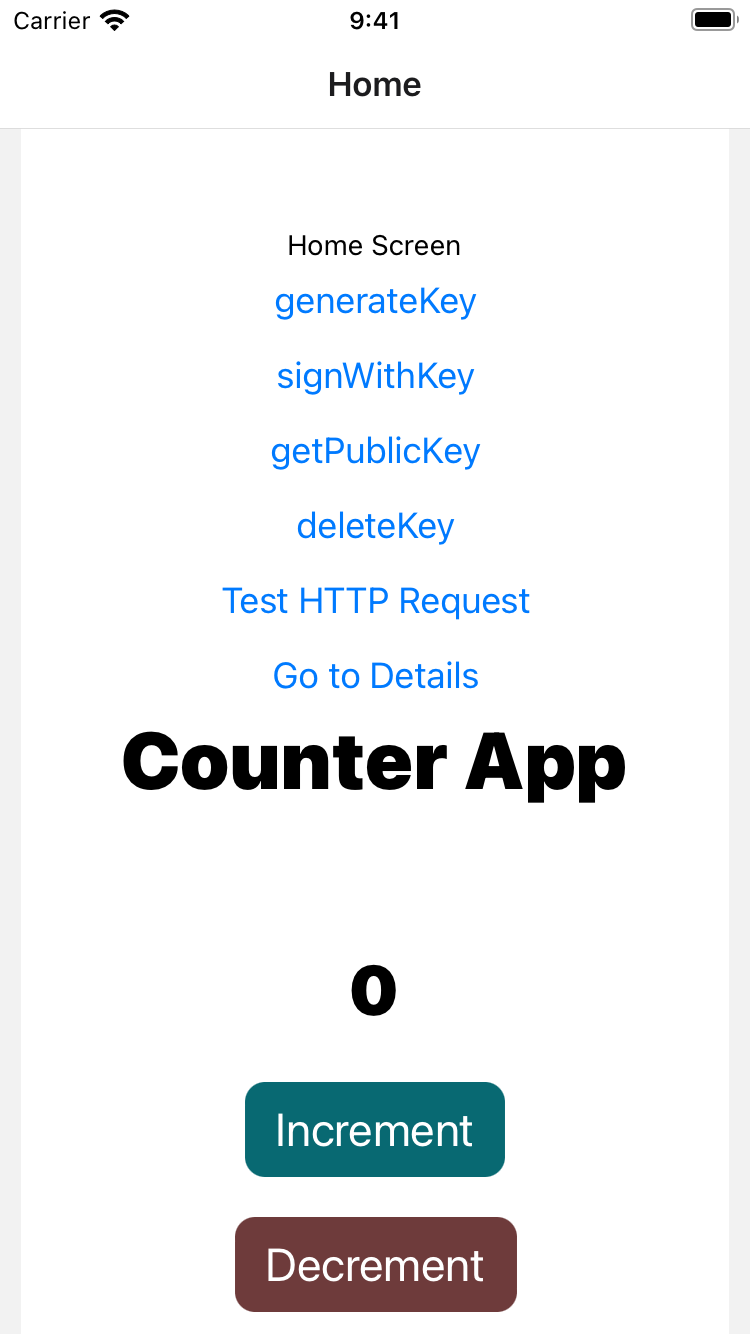 Carrier 9:41
Home
Home Screen
generateKey
signWithKey
getPublicKey
deleteKey
Test HTTP Request
Go to Details
Counter App
0
Increment
Decrement